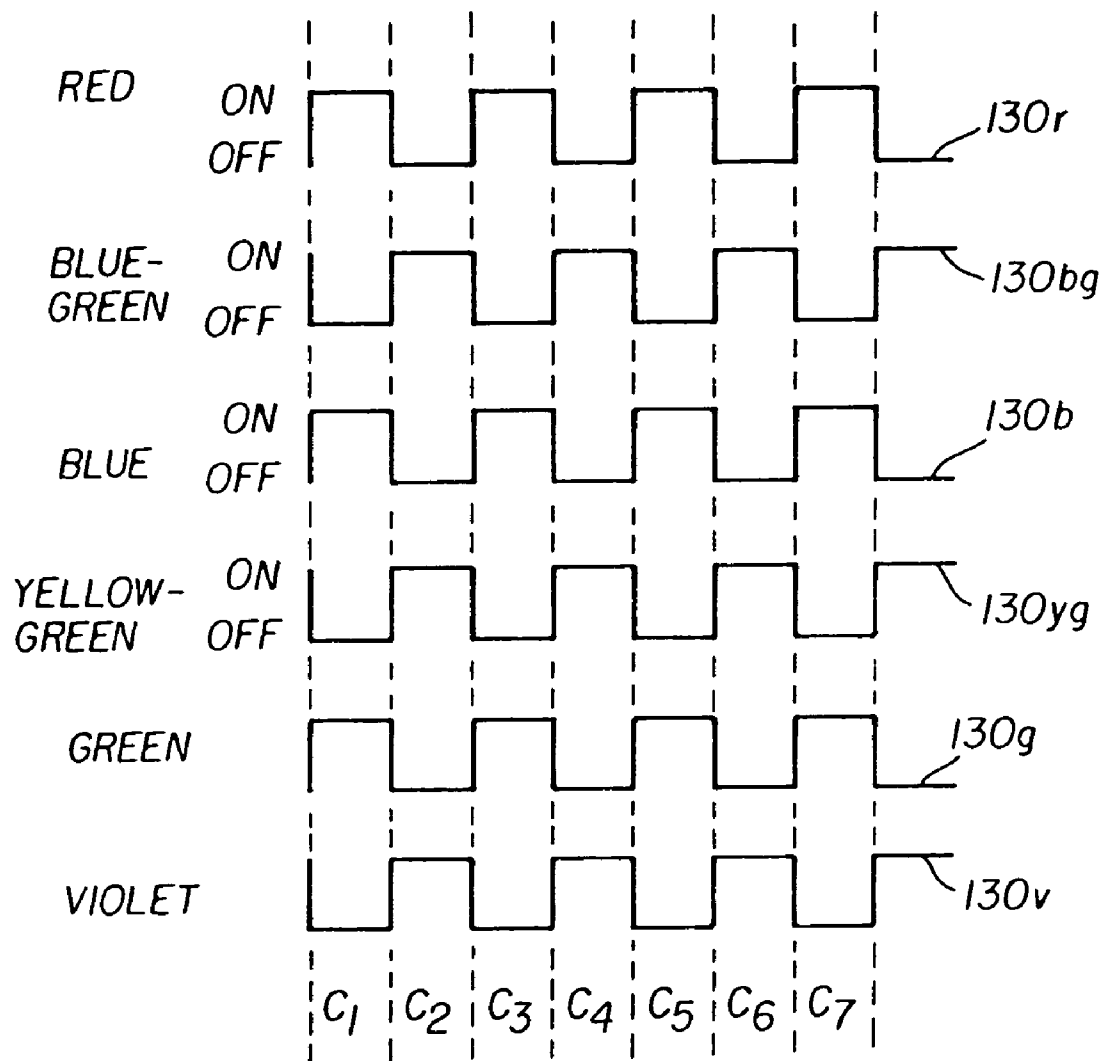 RED ON
OFF 130r
BLUE-GREEN ON
OFF 130bg
BLUE ON
OFF 130b
YELLOW-GREEN ON
OFF 130yg
GREEN 130g
VIOLET 130v
C1 C2 C3 C4 C5 C6 C7